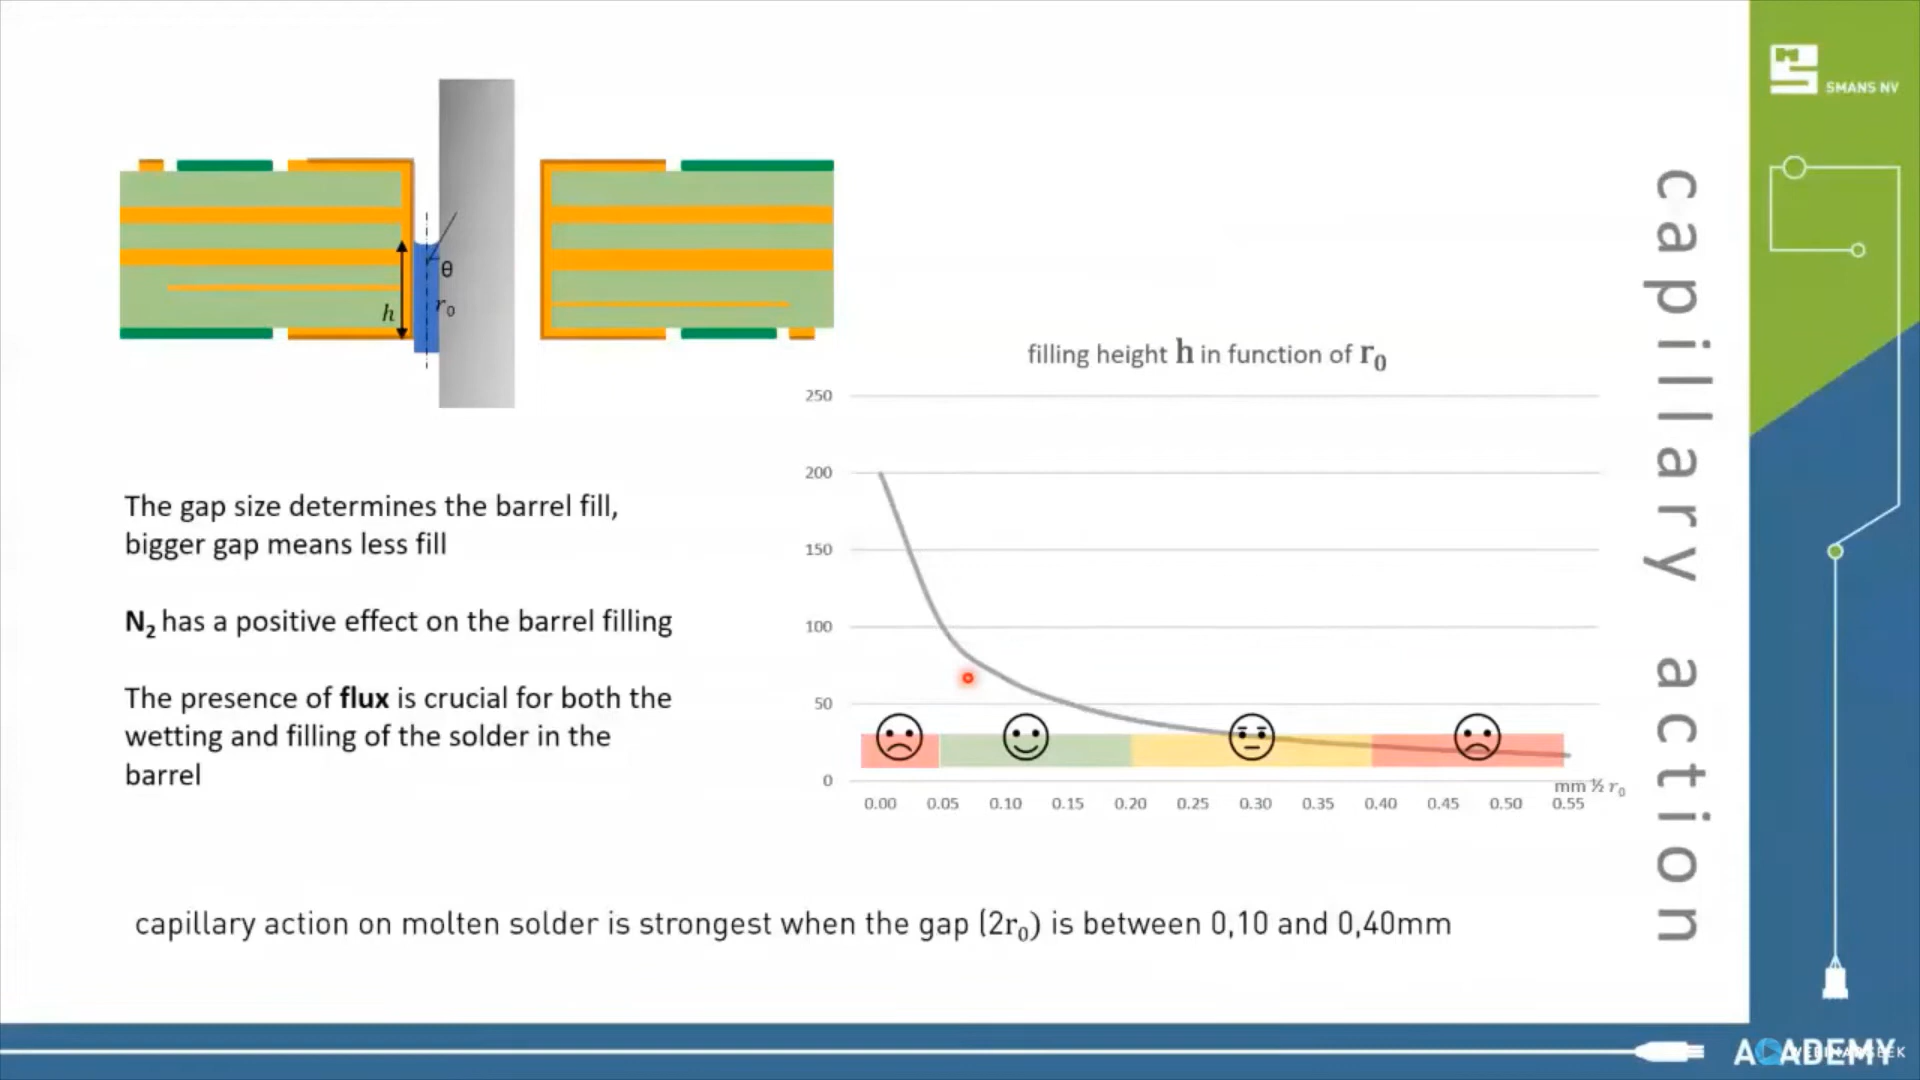 SMANS NV
capillary action
θ
r₀
h
filling height h in function of r₀
250
200
150
100
50
0
0.00 0.05 0.10 0.15 0.20 0.25 0.30 0.35 0.40 0.45 0.50 0.55
mm ½ r₀
The gap size determines the barrel fill,
bigger gap means less fill
N₂ has a positive effect on the barrel filling
The presence of flux is crucial for both the
wetting and filling of the solder in the
barrel
capillary action on molten solder is strongest when the gap (2r₀) is between 0,10 and 0,40mm
ACADEMY